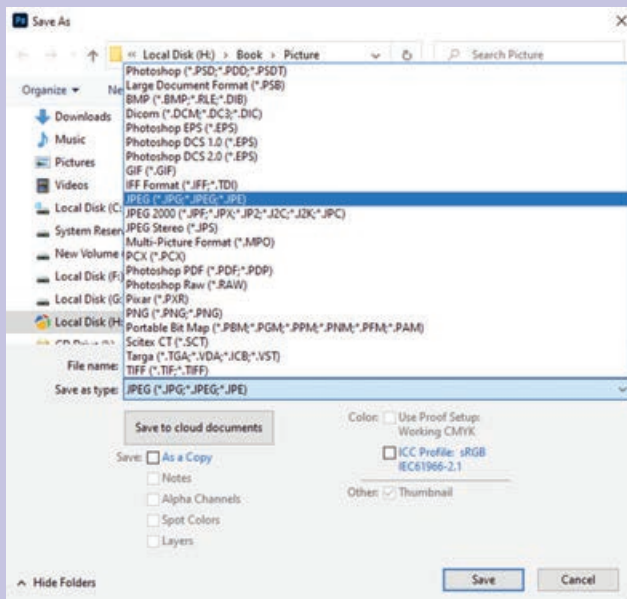 Ps Save As
« Local Disk (H:) > Book > Picture
Search Picture
Organize
Ne
Downloads
Music
Pictures
Videos
Local Disk (C:
System Reser
New Volume
Local Disk (F:
Local Disk (G:
Local Disk (H:
Photoshop (*.PSD;*.PDD;*.PSDT)
Large Document Format (*.PSB)
BMP (*.BMP;*.RLE;*.DIB)
Dicom (*.DCM;*.DC3;*.DIC)
Photoshop EPS (*.EPS)
Photoshop DCS 1.0 (*.EPS)
Photoshop DCS 2.0 (*.EPS)
GIF (*.GIF)
IFF Format (*.IFF;*.TDI)
JPEG (*.JPG;*.JPEG;*.JPE)
JPEG 2000 (*.JPF;*.JPX;*.JP2;*.J2C;*.J2K;*.JPC)
JPEG Stereo (*.JPS)
Multi-Picture Format (*.MPO)
PCX (*.PCX)
Photoshop PDF (*.PDF;*.PDP)
Photoshop Raw (*.RAW)
Pixar (*.PXR)
PNG (*.PNG;*.PNG)
Portable Bit Map (*.PBM;*.PGM;*.PPM;*.PNM;*.PFM;*.PAM)
Scitex CT (*.SCT)
Targa (*.TGA;*.VDA;*.ICB;*.VST)
TIFF (*.TIF;*.TIFF)
File name:
Save as type: JPEG (*.JPG;*.JPEG;*.JPE)
Save to cloud documents
Save: As a Copy
Notes
Alpha Channels
Spot Colors
Layers
Color: Use Proof Setup:
Working CMYK
ICC Profile: sRGB
IEC61966-2.1
Other: Thumbnail
Hide Folders
Save
Cancel